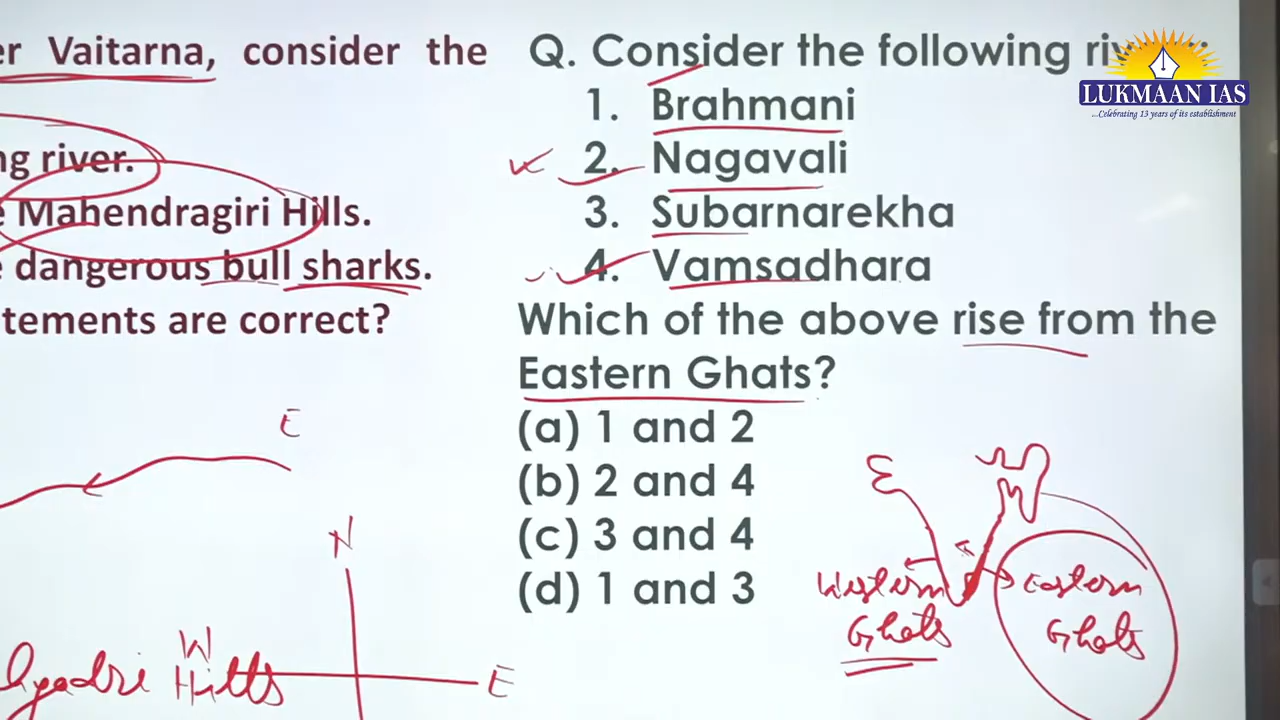 er Vaitarna, consider the
ng river.
e Mahendragiri Hills.
e dangerous bull sharks.
tements are correct?
E
N
W
E
Hills
Q. Consider the following
1. Brahmani
2. Nagavali
3. Subarnarekha
4. Vamsadhara
Which of the above rise from the
Eastern Ghats?
(a) 1 and 2
(b) 2 and 4
(c) 3 and 4
(d) 1 and 3
Western
Ghats
Eastern
Ghats
LUKMAAN IAS
...Celebrating 13 years of its establishment